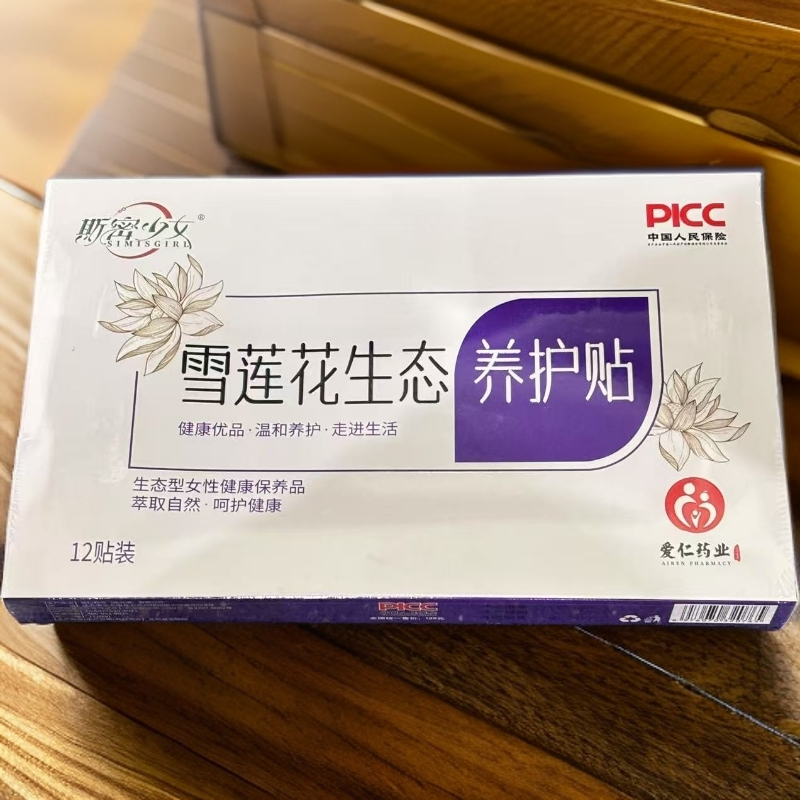 斯密少女®
SIMISGIRL
PICC
中国人民保险
雪莲花生态 养护贴
健康优品·温和养护·走进生活
生态型女性健康保养品
萃取自然·呵护健康
12贴装
爱仁药业
AIREN PHARMACY
PICC